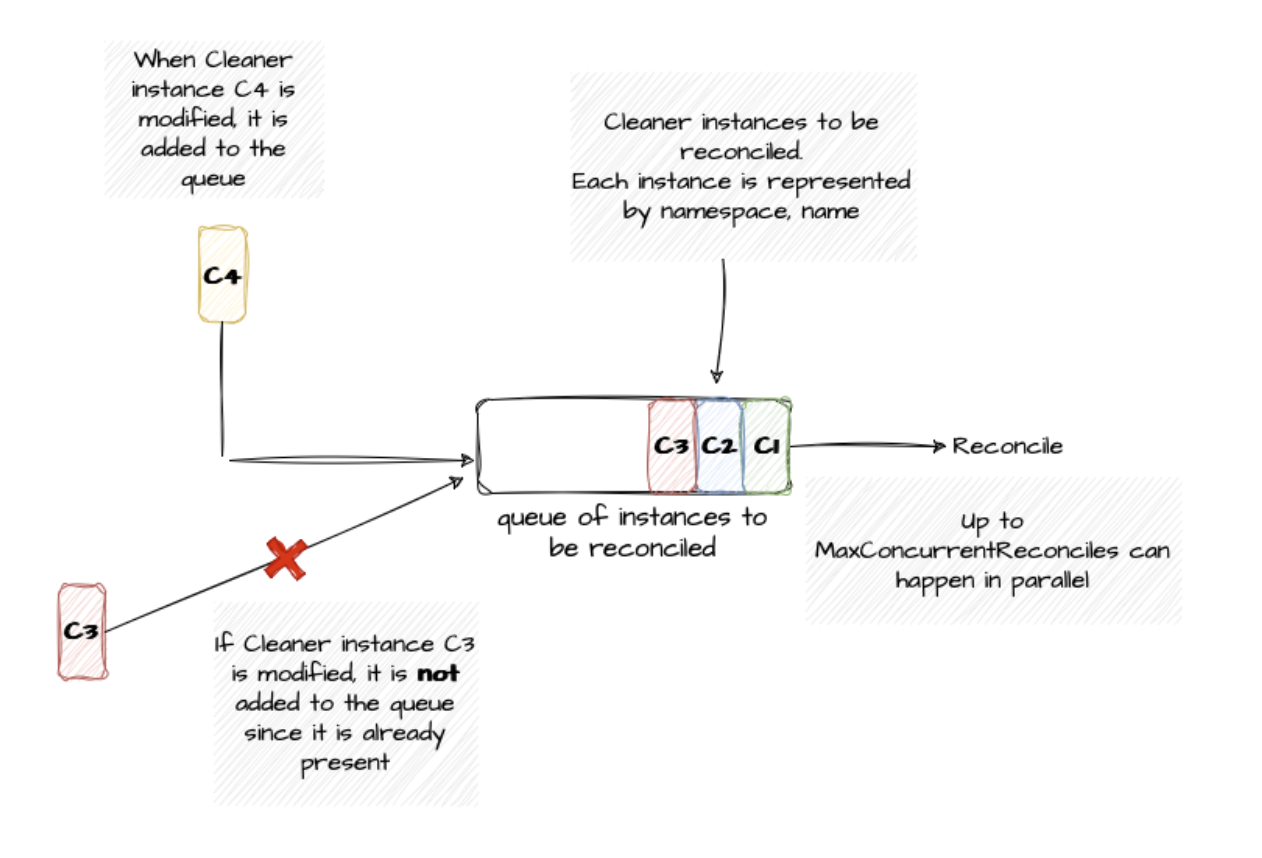 When Cleaner
instance C4 is
modified, it is
added to the
queue
Cleaner instances to be
reconciled.
Each instance is represented
by namespace, name
C4
C3
C2
C1
Reconcile
queue of instances to
be reconciled
Up to
MaxConcurrentReconciles can
happen in parallel
C3
If Cleaner instance C3
is modified, it is not
added to the queue
since it is already
present